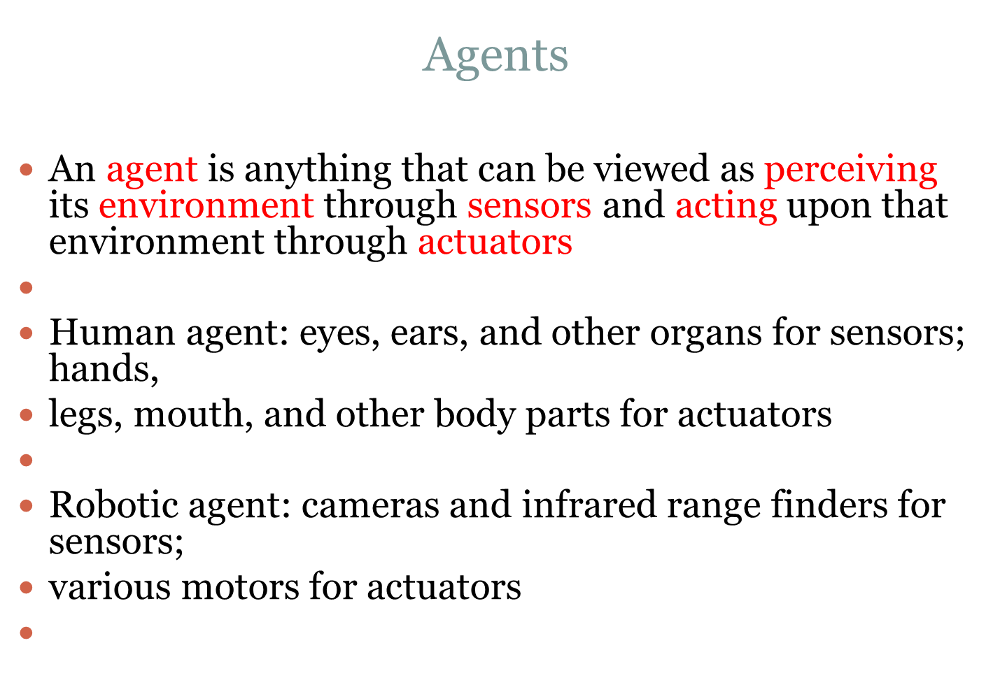 Agents
• An agent is anything that can be viewed as perceiving
its environment through sensors and acting upon that
environment through actuators
•
• Human agent: eyes, ears, and other organs for sensors;
hands,
• legs, mouth, and other body parts for actuators
•
• Robotic agent: cameras and infrared range finders for
sensors;
• various motors for actuators
•